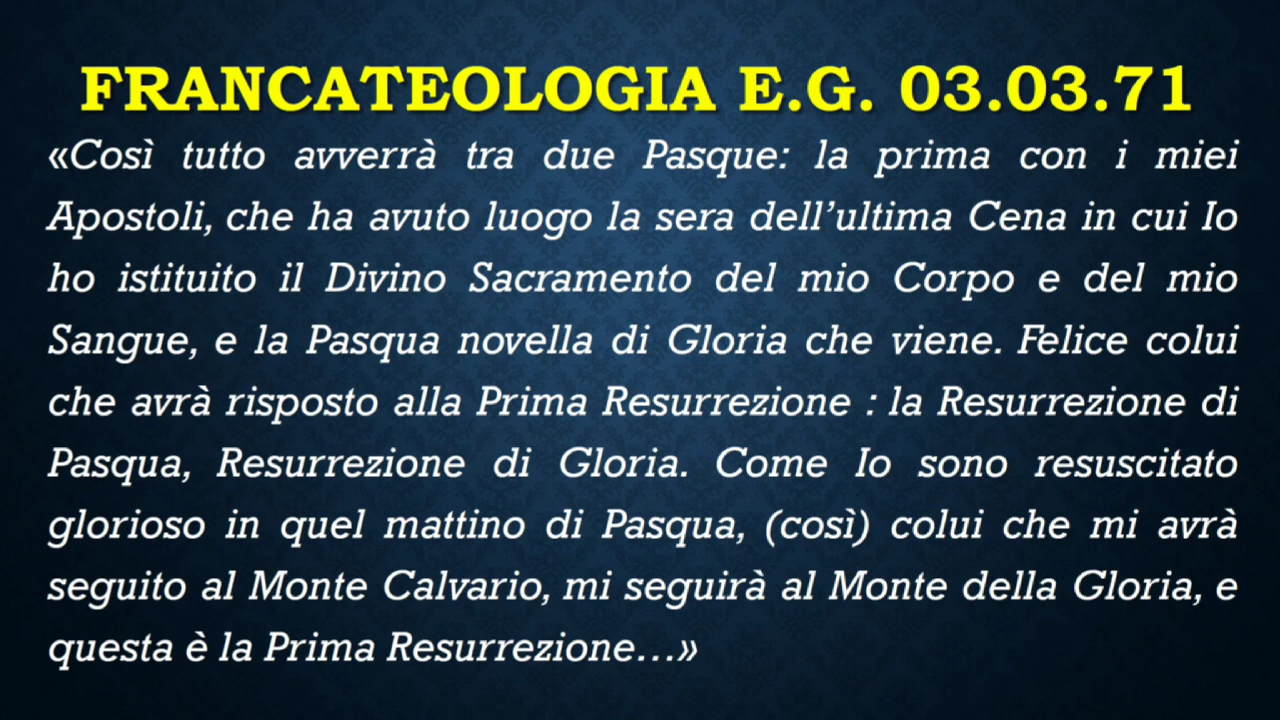 FRANCATEOLOGIA E.G. 03.03.71
«Così tutto avverrà tra due Pasque: la prima con i miei
Apostoli, che ha avuto luogo la sera dell’ultima Cena in cui Io
ho istituito il Divino Sacramento del mio Corpo e del mio
Sangue, e la Pasqua novella di Gloria che viene. Felice colui
che avrà risposto alla Prima Resurrezione : la Resurrezione di
Pasqua, Resurrezione di Gloria. Come Io sono resuscitato
glorioso in quel mattino di Pasqua, (così) colui che mi avrà
seguito al Monte Calvario, mi seguirà al Monte della Gloria, e
questa è la Prima Resurrezione…»